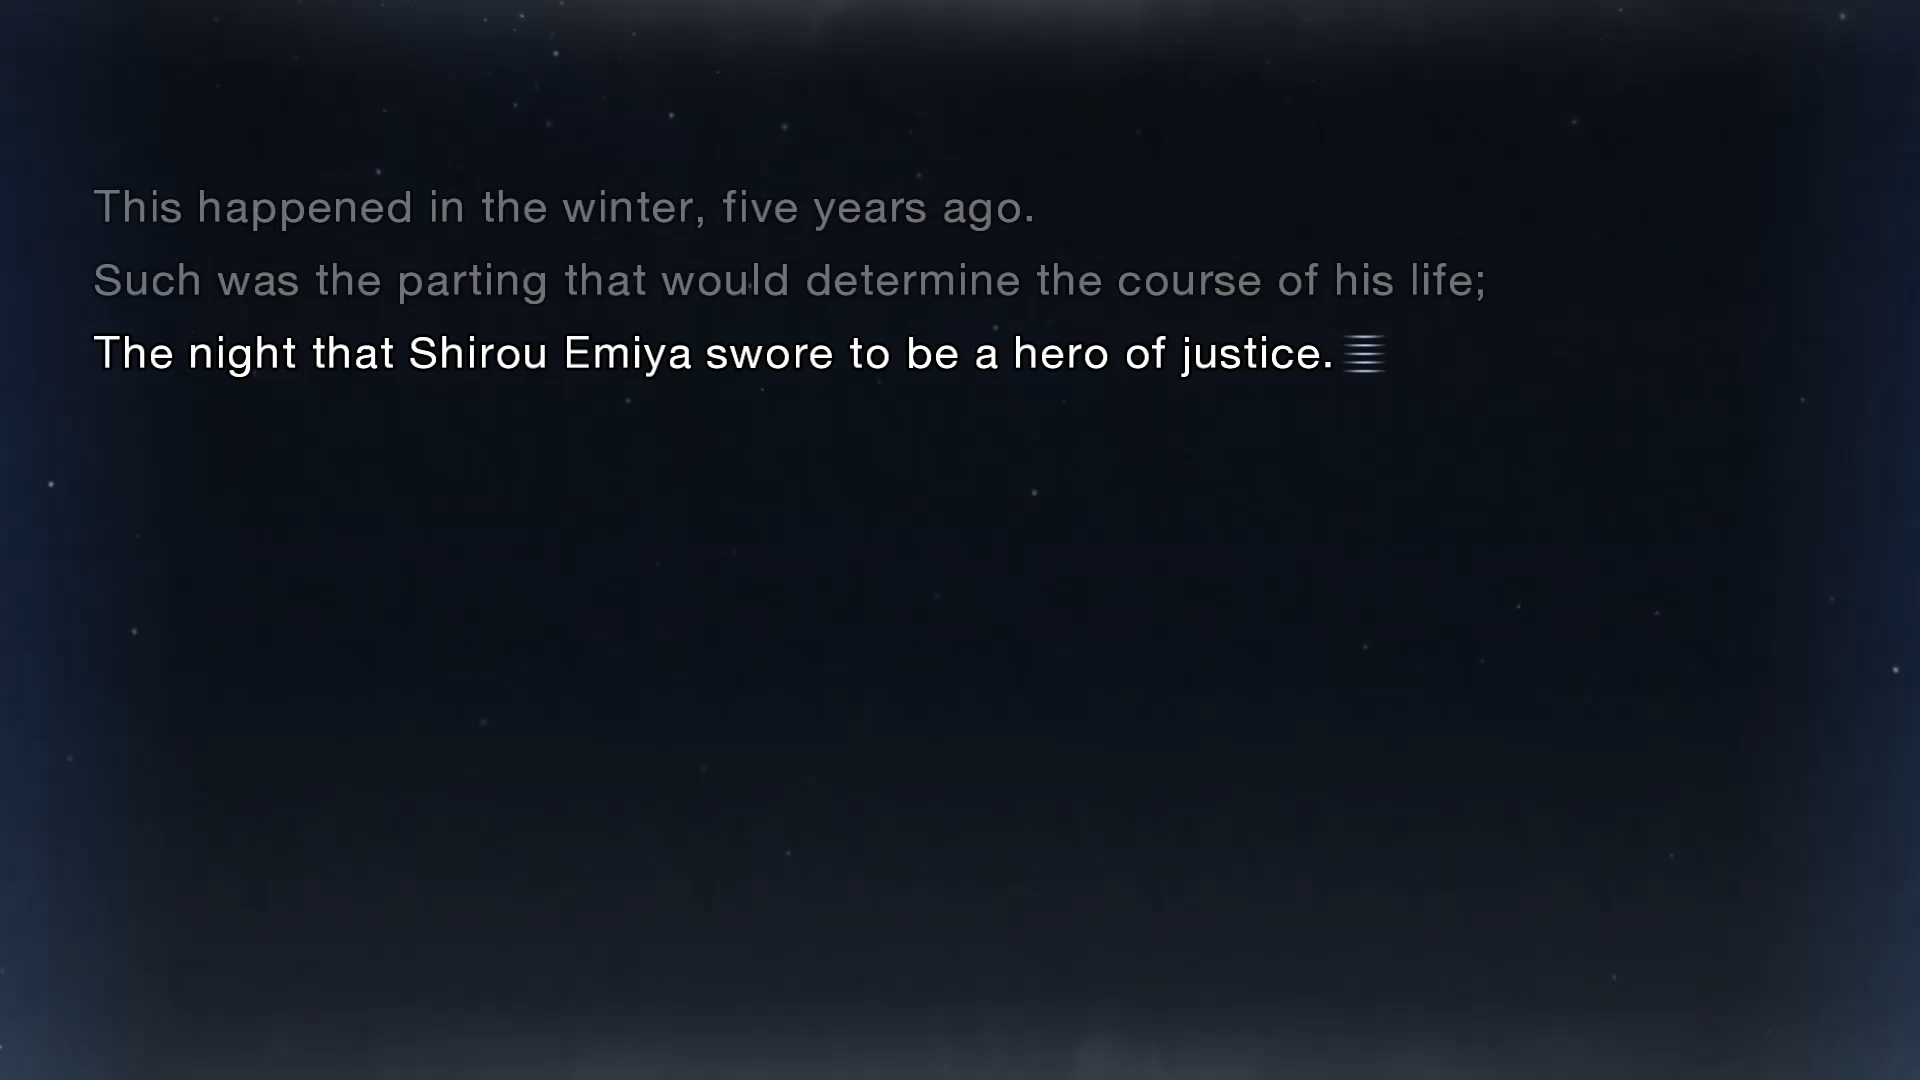 This happened in the winter, five years ago.
Such was the parting that would determine the course of his life;
The night that Shirou Emiya swore to be a hero of justice.